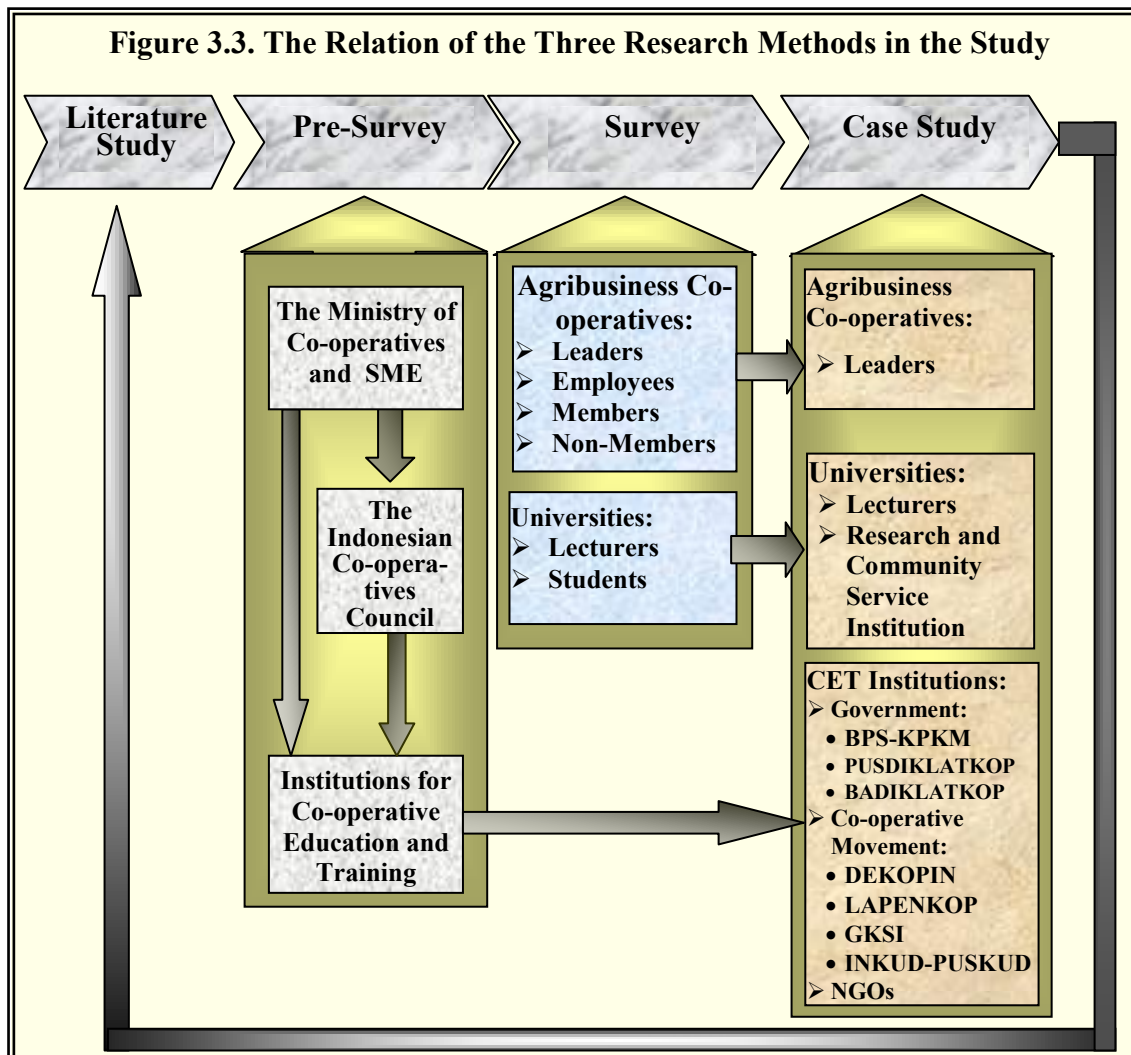 Figure 3.3. The Relation of the Three Research Methods in the Study
Literature
Study
Pre-Survey
Survey
Case Study
The Ministry of
Co-operatives
and SME
The
Indonesian
Co-opera-
tives
Council
Institutions for
Co-operative
Education and
Training
Agribusiness Co-
operatives:
➢ Leaders
➢ Employees
➢ Members
➢ Non-Members
Universities:
➢ Lecturers
➢ Students
Agribusiness
Co-operatives:
➢ Leaders
Universities:
➢ Lecturers
➢ Research and
Community
Service
Institution
CET Institutions:
➢ Government:
• BPS-KPKM
• PUSDIKLATKOP
• BADIKLATKOP
➢ Co-operative
Movement:
• DEKOPIN
• LAPENKOP
• GKSI
• INKUD-PUSKUD
➢ NGOs